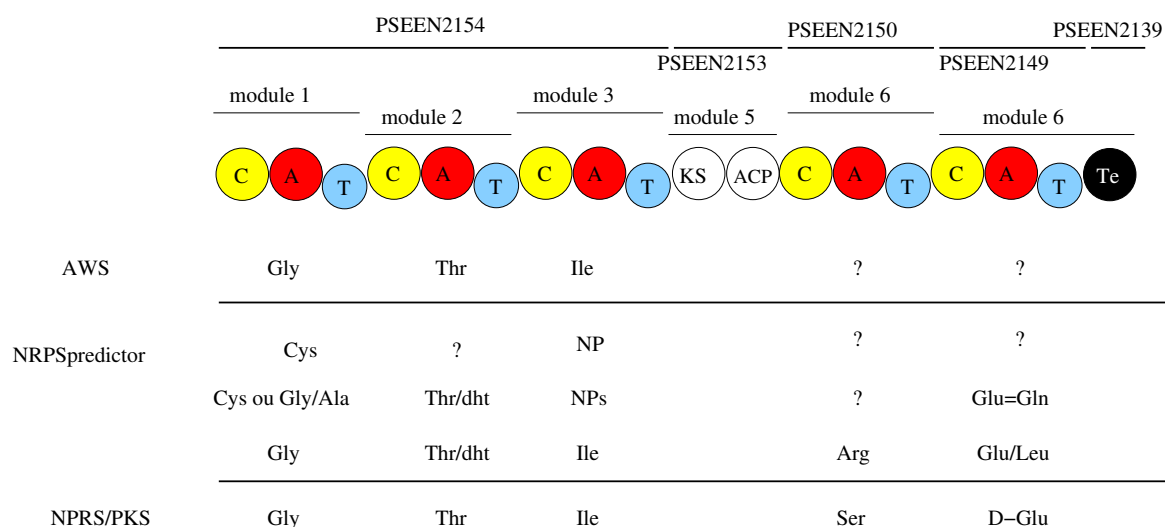 PSEEN2154 PSEEN2150 PSEEN2139
PSEEN2153 PSEEN2149
module 1 module 3 module 6
module 2 module 5 module 6
C A T C A T C A T KS ACP C A T C A T Te
AWS Gly Thr Ile ? ?
NRPSpredictor Cys ? NP ? ?
Cys ou Gly/Ala Thr/dht NPs ? Glu=Gln
Gly Thr/dht Ile Arg Glu/Leu
NPRS/PKS Gly Thr Ile Ser D−Glu